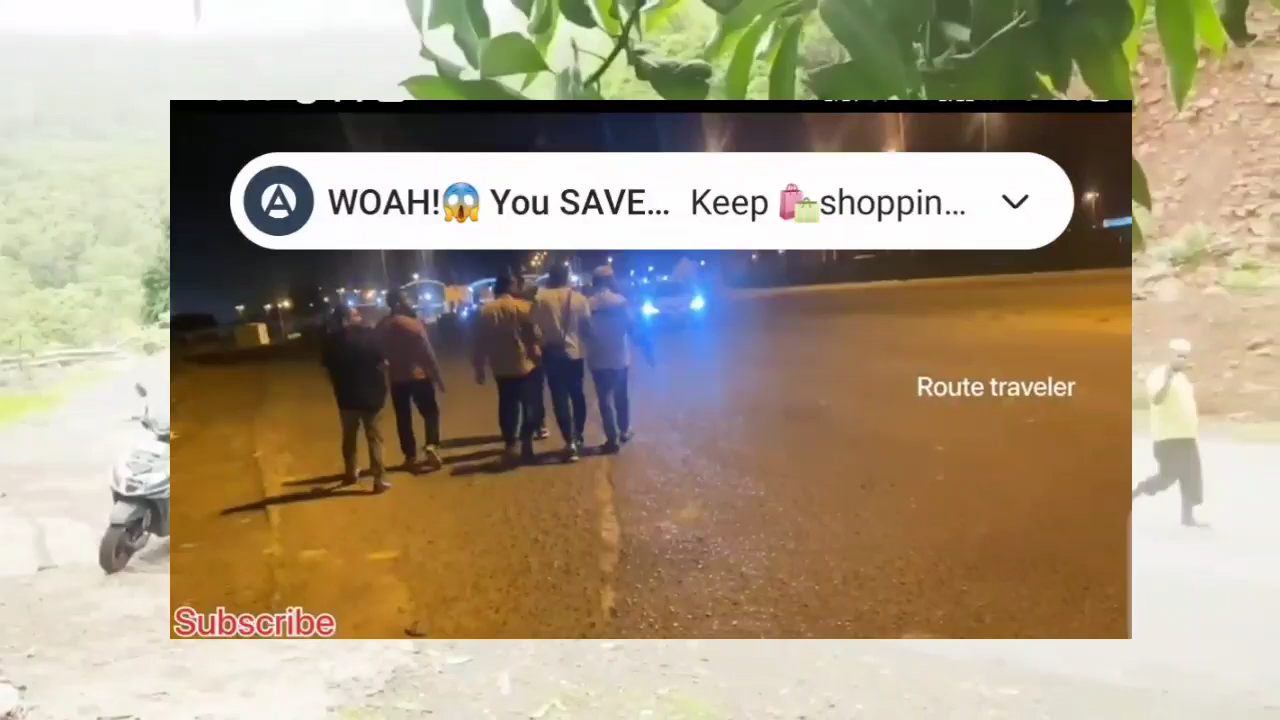 WOAH!😱 You SAVE... Keep 🛍️shoppin...
Route traveler
Subscribe